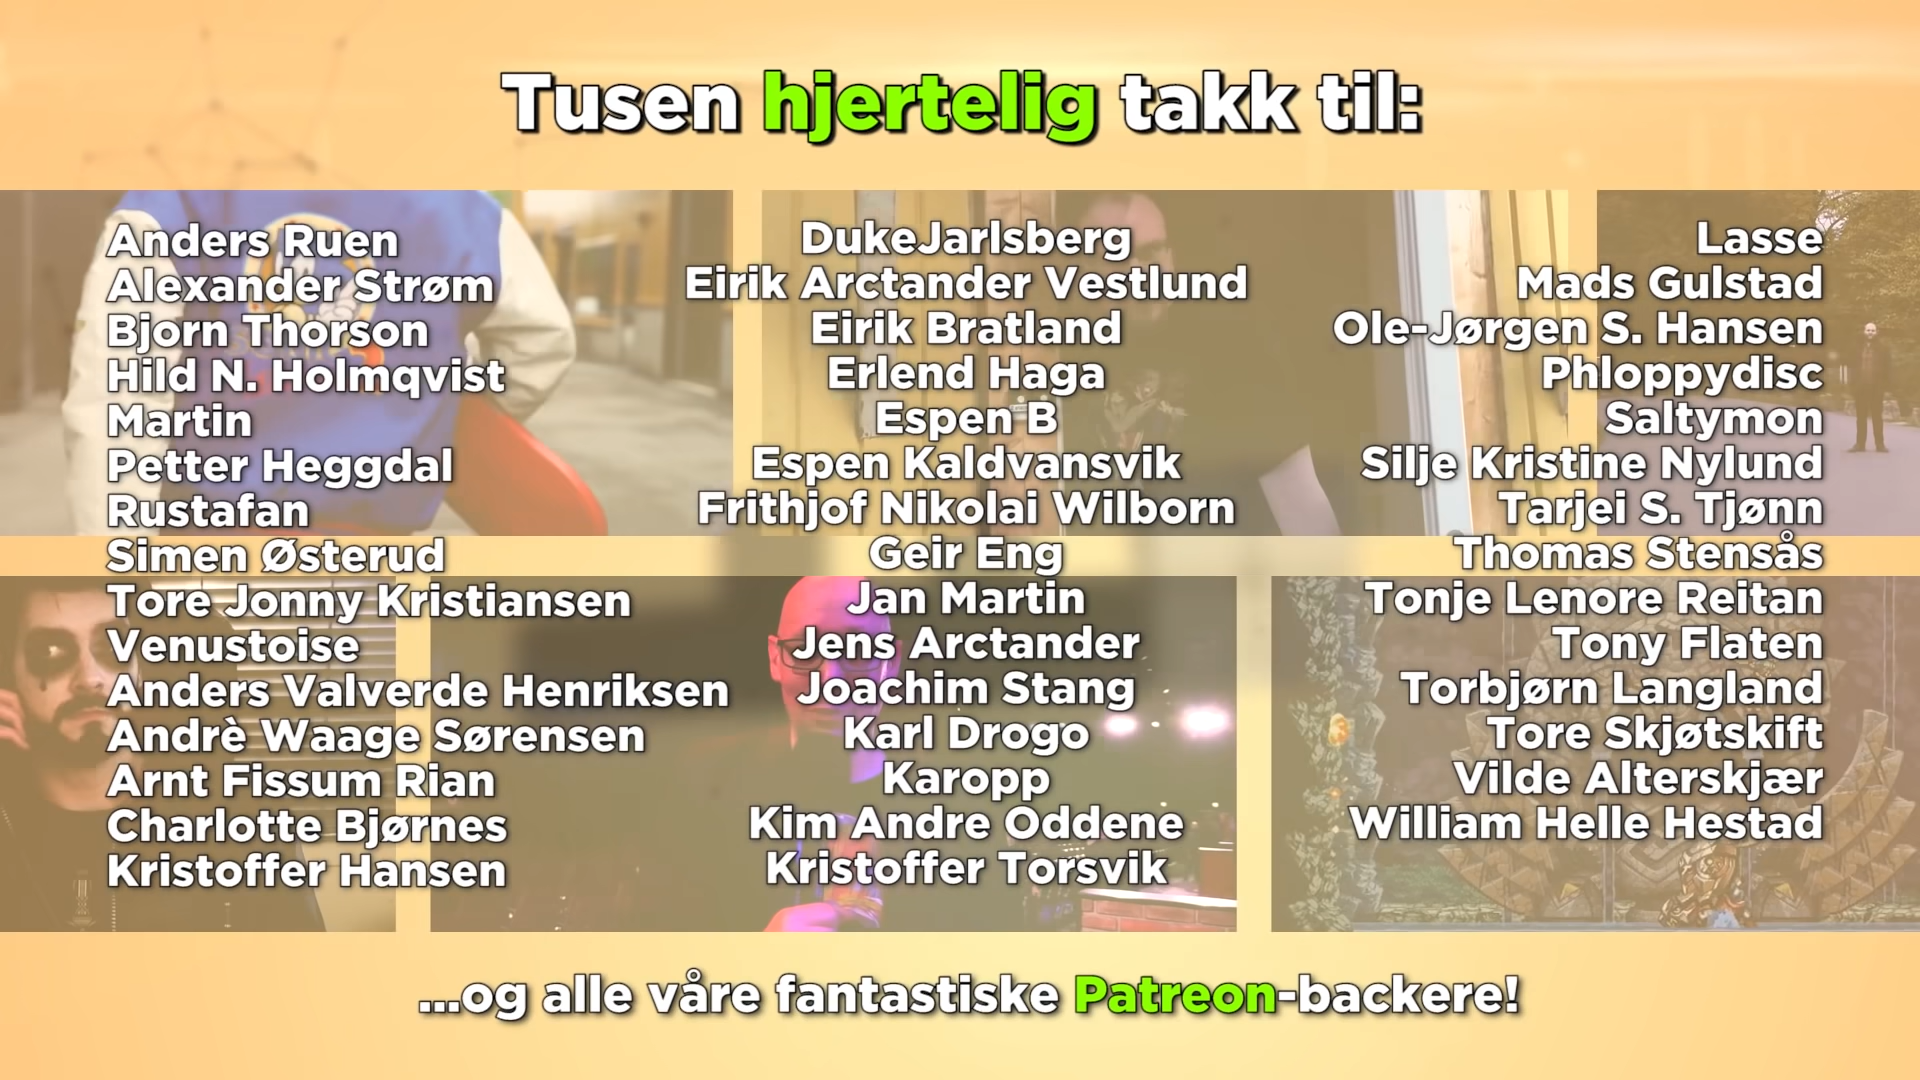 Tusen hjertelig takk til:
Anders Ruen
Alexander Strøm
Bjorn Thorson
Hild N. Holmqvist
Martin
Petter Heggdal
Rustafan
Simen Østerud
Tore Jonny Kristiansen
Venustoise
Anders Valverde Henriksen
Andrè Waage Sørensen
Arnt Fissum Rian
Charlotte Bjørnes
Kristoffer Hansen
DukeJarlsberg
Eirik Arctander Vestlund
Eirik Bratland
Erlend Haga
Espen B
Espen Kaldvansvik
Frithjof Nikolai Wilborn
Geir Eng
Jan Martin
Jens Arctander
Joachim Stang
Karl Drogo
Karopp
Kim Andre Oddene
Kristoffer Torsvik
Lasse
Mads Gulstad
Ole-Jørgen S. Hansen
Phloppydisc
Saltymon
Silje Kristine Nylund
Tarjei S. Tjønn
Thomas Stensås
Tonje Lenore Reitan
Tony Flaten
Torbjørn Langland
Tore Skjøtskift
Vilde Alterskjær
William Helle Hestad
...og alle våre fantastiske Patreon-backere!